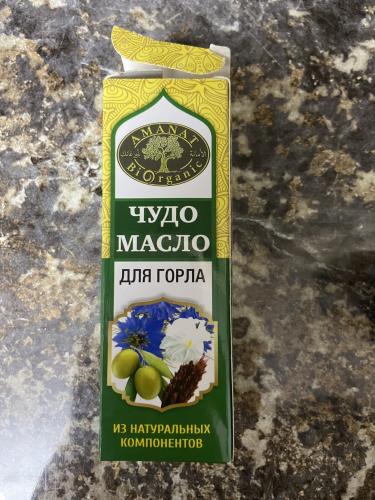 AMANAT
BiOrganic
ЧУДО
МАСЛО
ДЛЯ ГОРЛА
ИЗ НАТУРАЛЬНЫХ
КОМПОНЕНТОВ